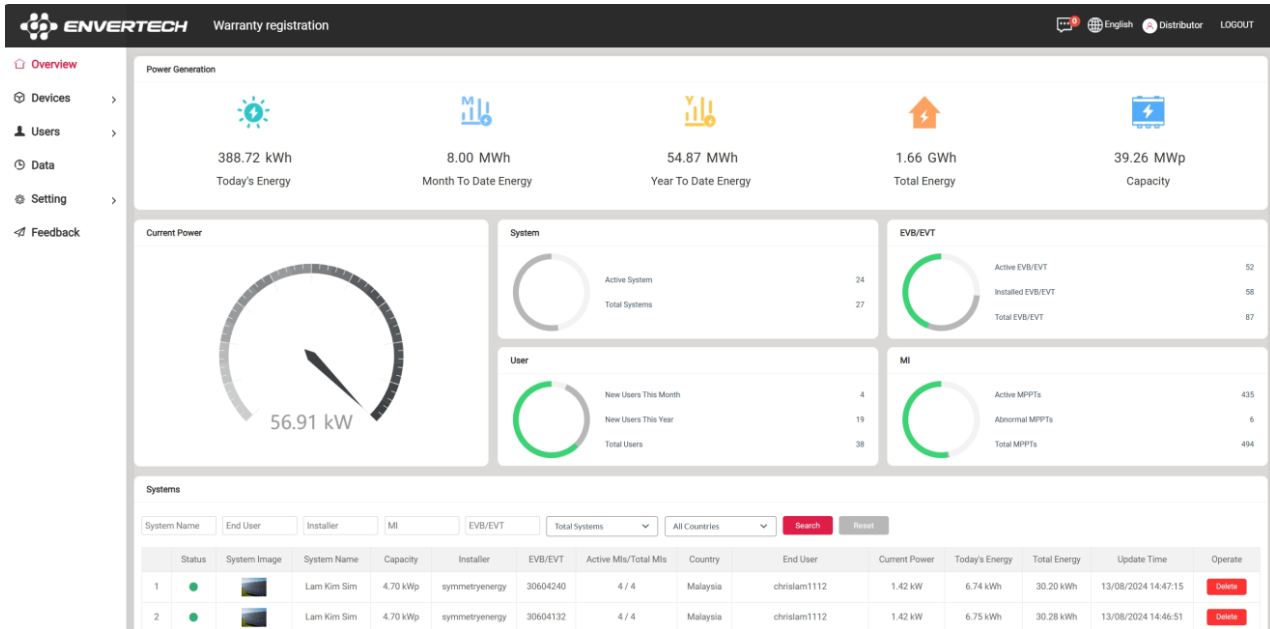 ENVERTECH Warranty registration 0 English Distributor LOGOUT
Overview
Devices
Users
Data
Setting
Feedback
Power Generation
M Y
388.72 kWh 8.00 MWh 54.87 MWh 1.66 GWh 39.26 MWp
Today's Energy Month To Date Energy Year To Date Energy Total Energy Capacity
Current Power
56.91 kW
System
Active System 24
Total Systems 27
EVB/EVT
Active EVB/EVT 52
Installed EVB/EVT 58
Total EVB/EVT 87
User
New Users This Month 4
New Users This Year 19
Total Users 38
MI
Active MPPTs 435
Abnormal MPPTs 6
Total MPPTs 494
Systems
System Name End User Installer MI EVB/EVT Total Systems All Countries Search Reset
Status System Image System Name Capacity Installer EVB/EVT Active MIs/Total MIs Country End User Current Power Today's Energy Total Energy Update Time Operate
1 Lam Kim Sim 4.70 kWp symmetryenergy 30604240 4 / 4 Malaysia chrislam1112 1.42 kW 6.74 kWh 30.20 kWh 13/08/2024 14:47:15 Delete
2 Lam Kim Sim 4.70 kWp symmetryenergy 30604132 4 / 4 Malaysia chrislam1112 1.42 kW 6.75 kWh 30.28 kWh 13/08/2024 14:46:51 Delete